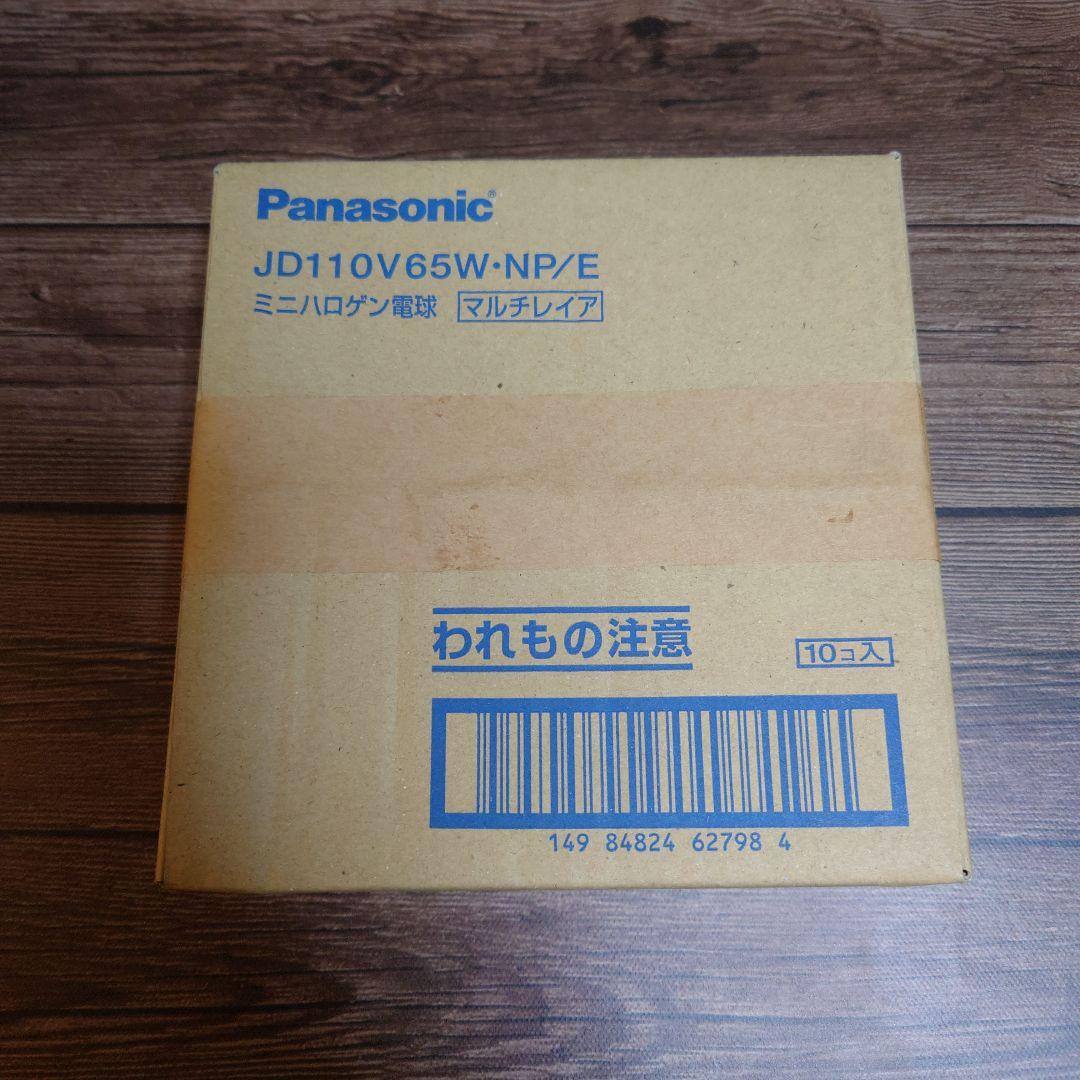 Panasonic®
JD110V65W・NP/E
ミニハロゲン電球 マルチレイア
われもの注意
10コ入
149 84824 62798 4